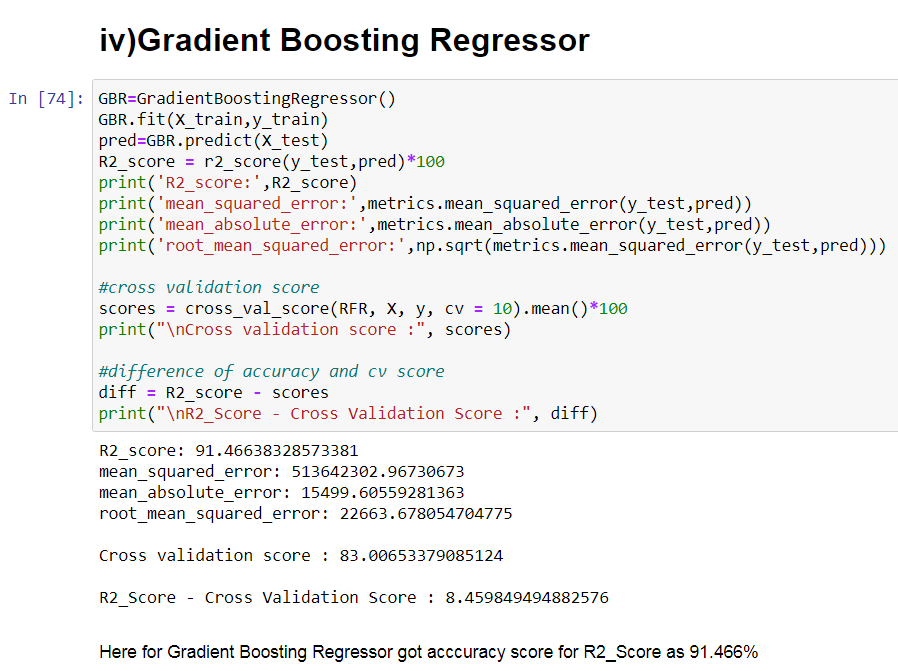 iv)Gradient Boosting Regressor
In [74]:
GBR=GradientBoostingRegressor()
GBR.fit(X_train,y_train)
pred=GBR.predict(X_test)
R2_score = r2_score(y_test,pred)*100
print('R2_score:',R2_score)
print('mean_squared_error:',metrics.mean_squared_error(y_test,pred))
print('mean_absolute_error:',metrics.mean_absolute_error(y_test,pred))
print('root_mean_squared_error:',np.sqrt(metrics.mean_squared_error(y_test,pred)))
#cross validation score
scores = cross_val_score(RFR, X, y, cv = 10).mean()*100
print("\nCross validation score :", scores)
#difference of accuracy and cv score
diff = R2_score - scores
print("\nR2_Score - Cross Validation Score :", diff)
R2_score: 91.46638328573381
mean_squared_error: 513642302.96730673
mean_absolute_error: 15499.60559281363
root_mean_squared_error: 22663.678054704775
Cross validation score : 83.00653379085124
R2_Score - Cross Validation Score : 8.459849494882576
Here for Gradient Boosting Regressor got acccuracy score for R2_Score as 91.466%